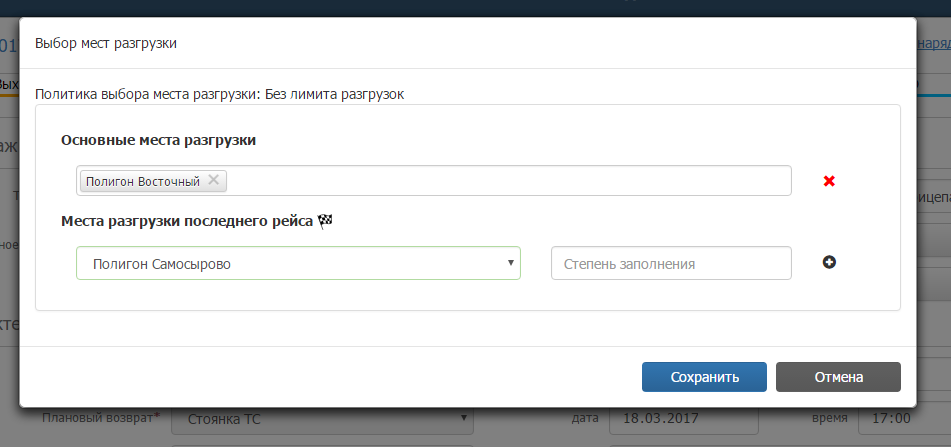 01
Выбор мест разгрузки
наряд
Политика выбора места разгрузки: Без лимита разгрузок
Основные места разгрузки
Полигон Восточный
Места разгрузки последнего рейса
Полигон Самосырово
Степень заполнения
Сохранить
Отмена
Плановый возврат*
Стоянка ТС
дата
18.03.2017
время
17:00